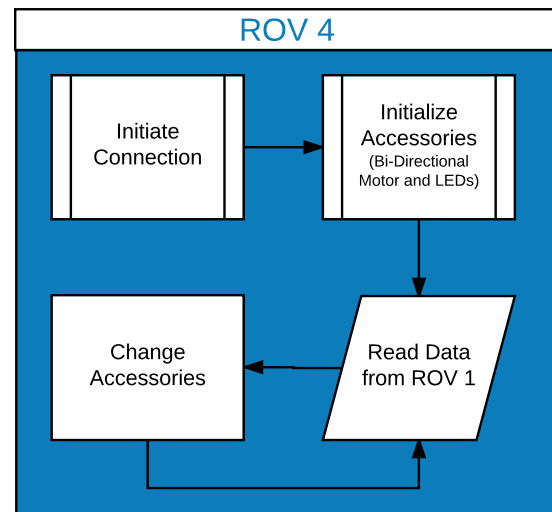 ROV 4
Initiate
Connection
Initialize
Accessories
(Bi-Directional
Motor and LEDs)
Change
Accessories
Read Data
from ROV 1